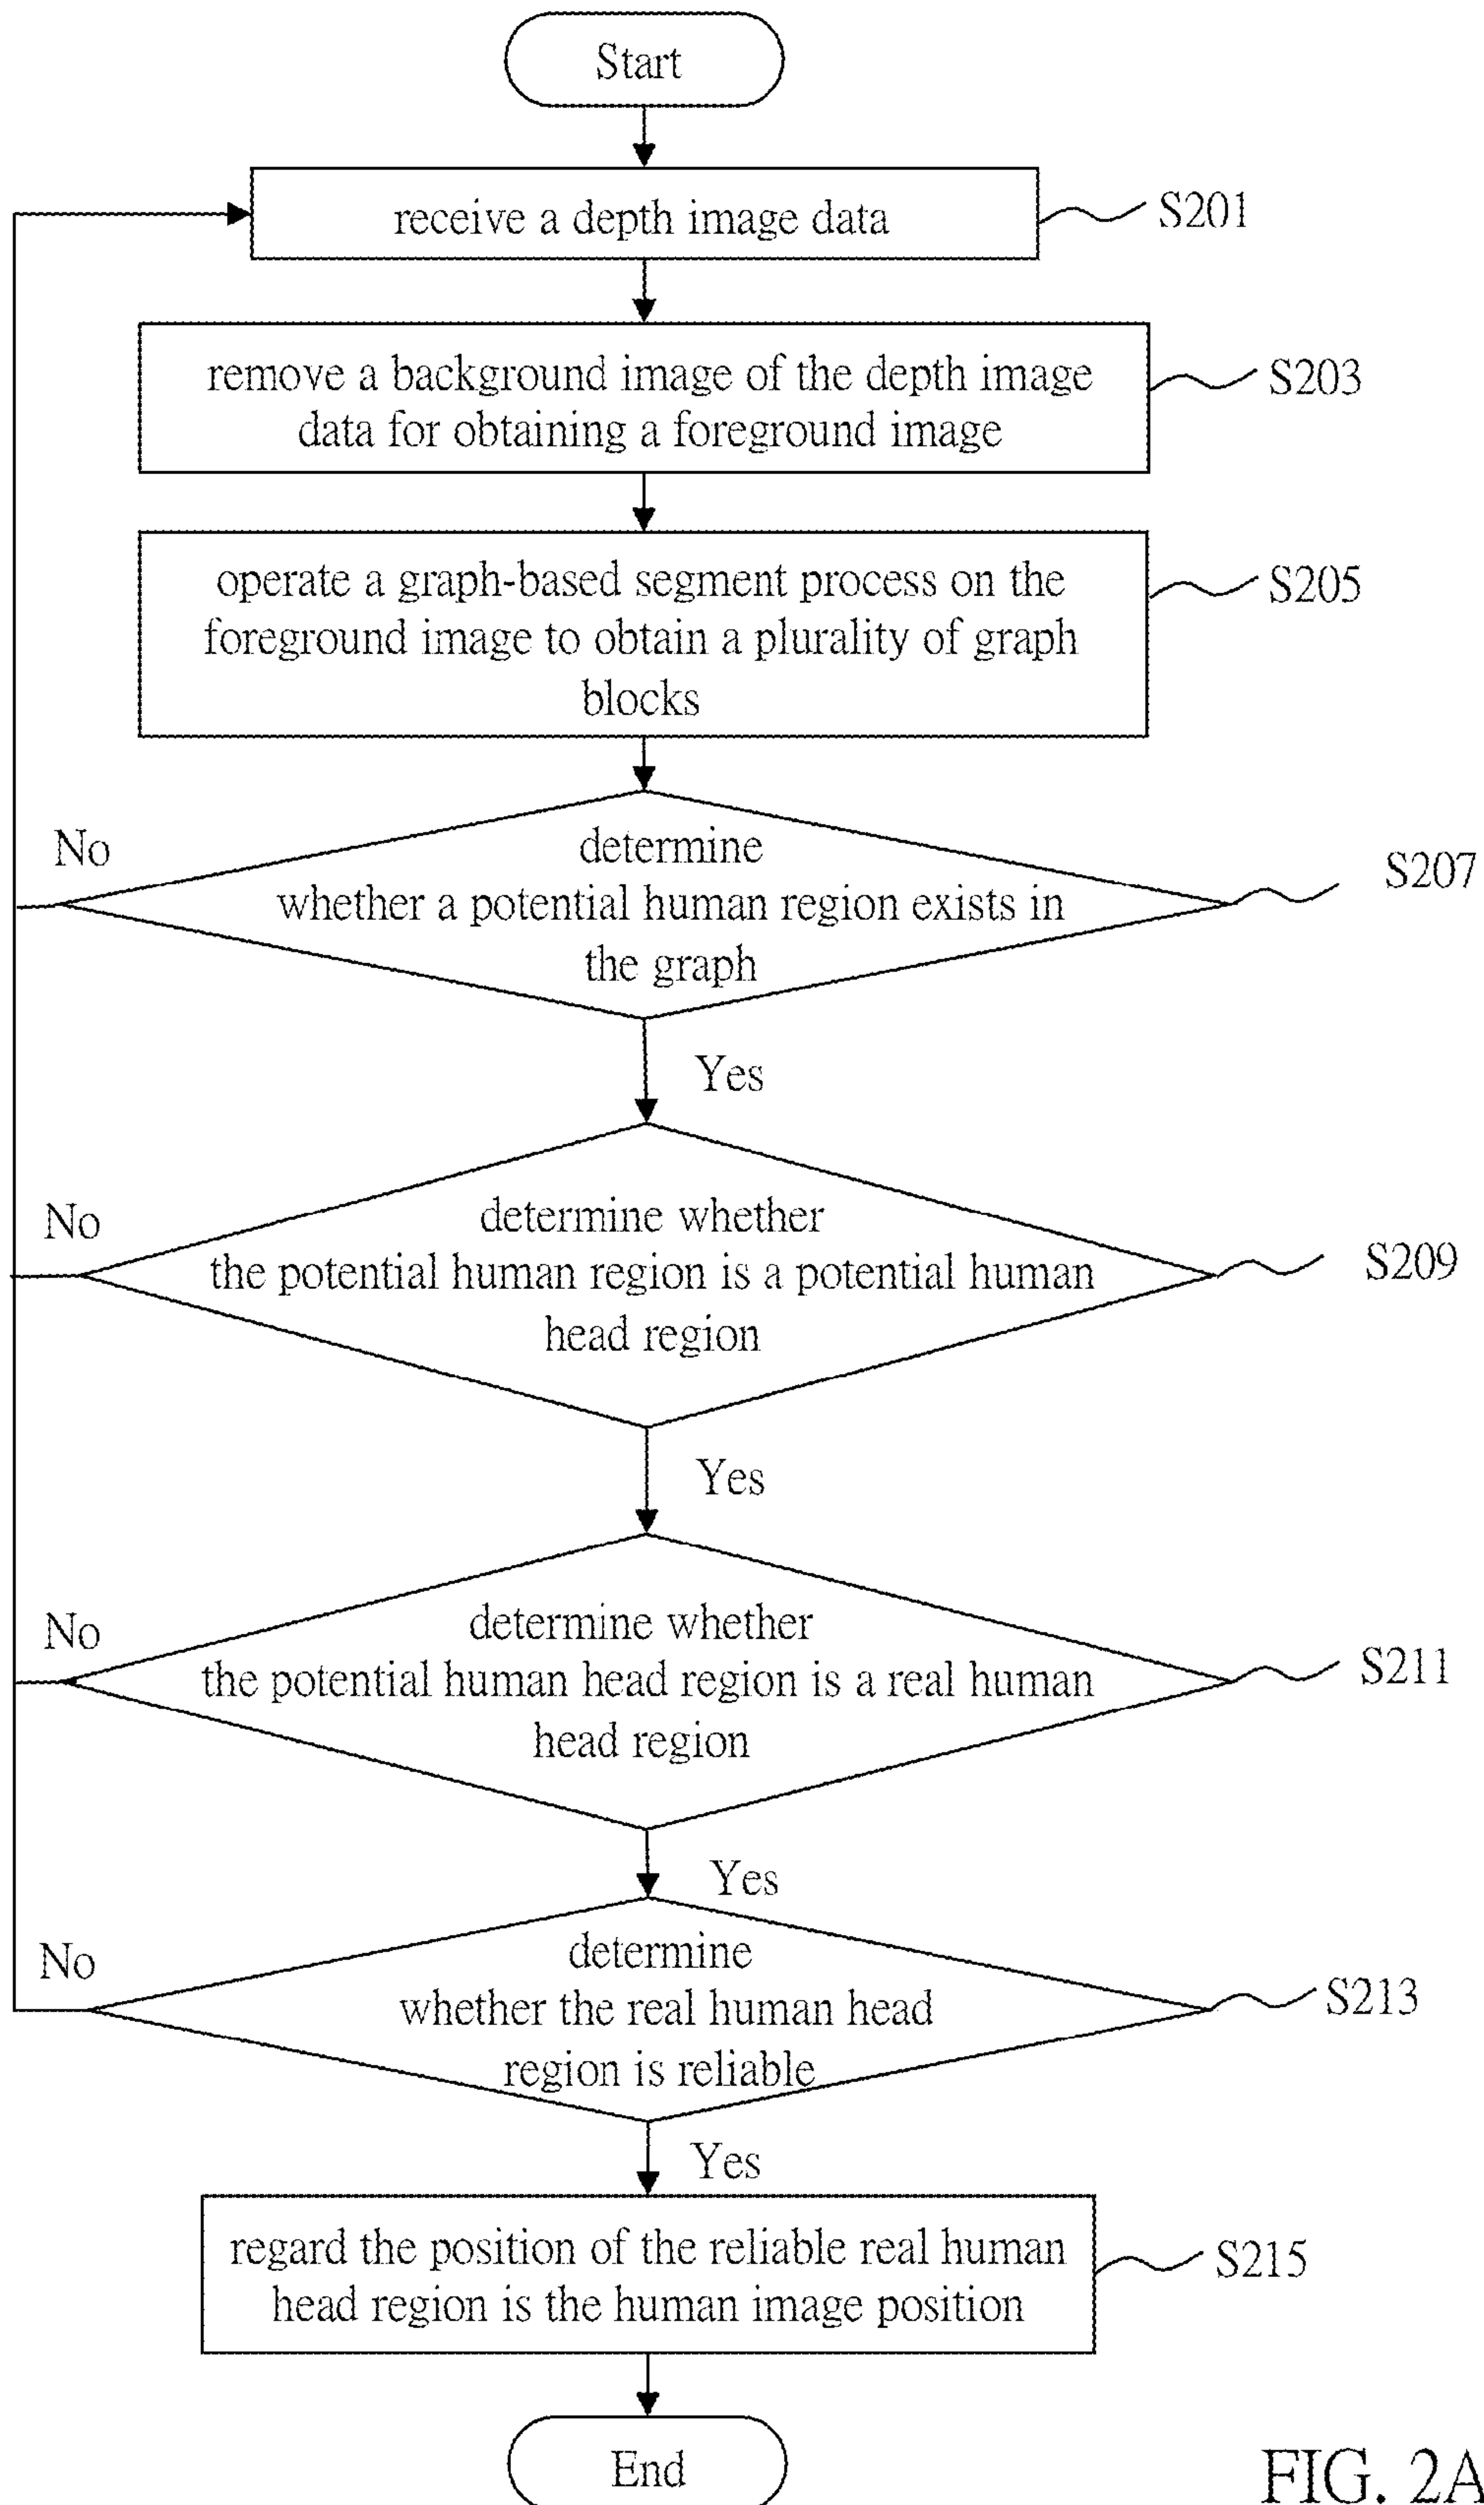 Start
receive a depth image data
S201
remove a background image of the depth image
data for obtaining a foreground image
S203
operate a graph-based segment process on the
foreground image to obtain a plurality of graph
blocks
S205
No
determine
whether a potential human region exists in
the graph
S207
Yes
No
determine whether
the potential human region is a potential human
head region
S209
Yes
No
determine whether
the potential human head region is a real human
head region
S211
Yes
No
determine
whether the real human head
region is reliable
S213
Yes
regard the position of the reliable real human
head region is the human image position
S215
End
FIG. 2A